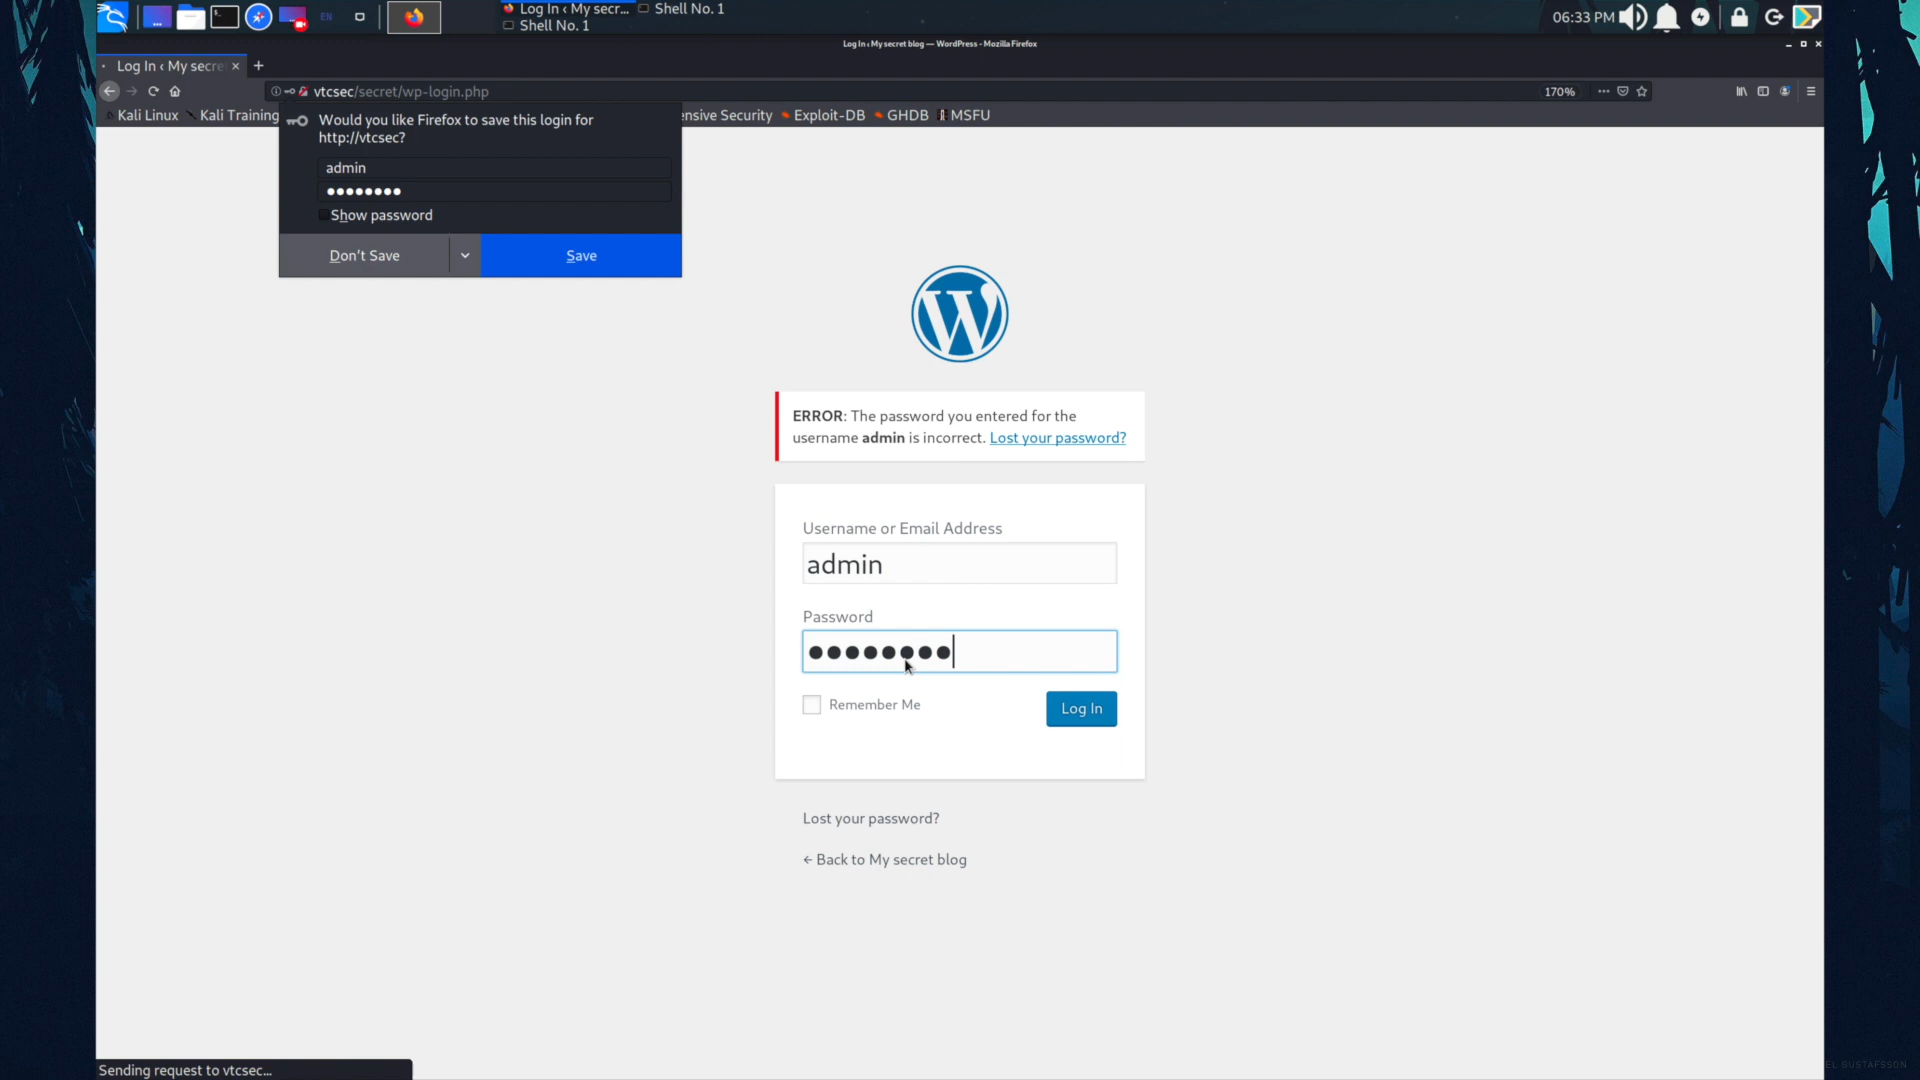 Log In ‹ My secr...
Shell No. 1
Shell No. 1
EN
06:33 PM
Log In ‹ My secret blog — WordPress - Mozilla Firefox
Log In ‹ My secre
vtcsec/secret/wp-login.php
170%
Kali Linux
Kali Training
ensive Security
Exploit-DB
GHDB
MSFU
Would you like Firefox to save this login for
http://vtcsec?
admin
Show password
Don't Save
Save
ERROR: The password you entered for the
username admin is incorrect. Lost your password?
Username or Email Address
admin
Password
Remember Me
Log In
Lost your password?
← Back to My secret blog
Sending request to vtcsec...
EL GUSTAFSSON